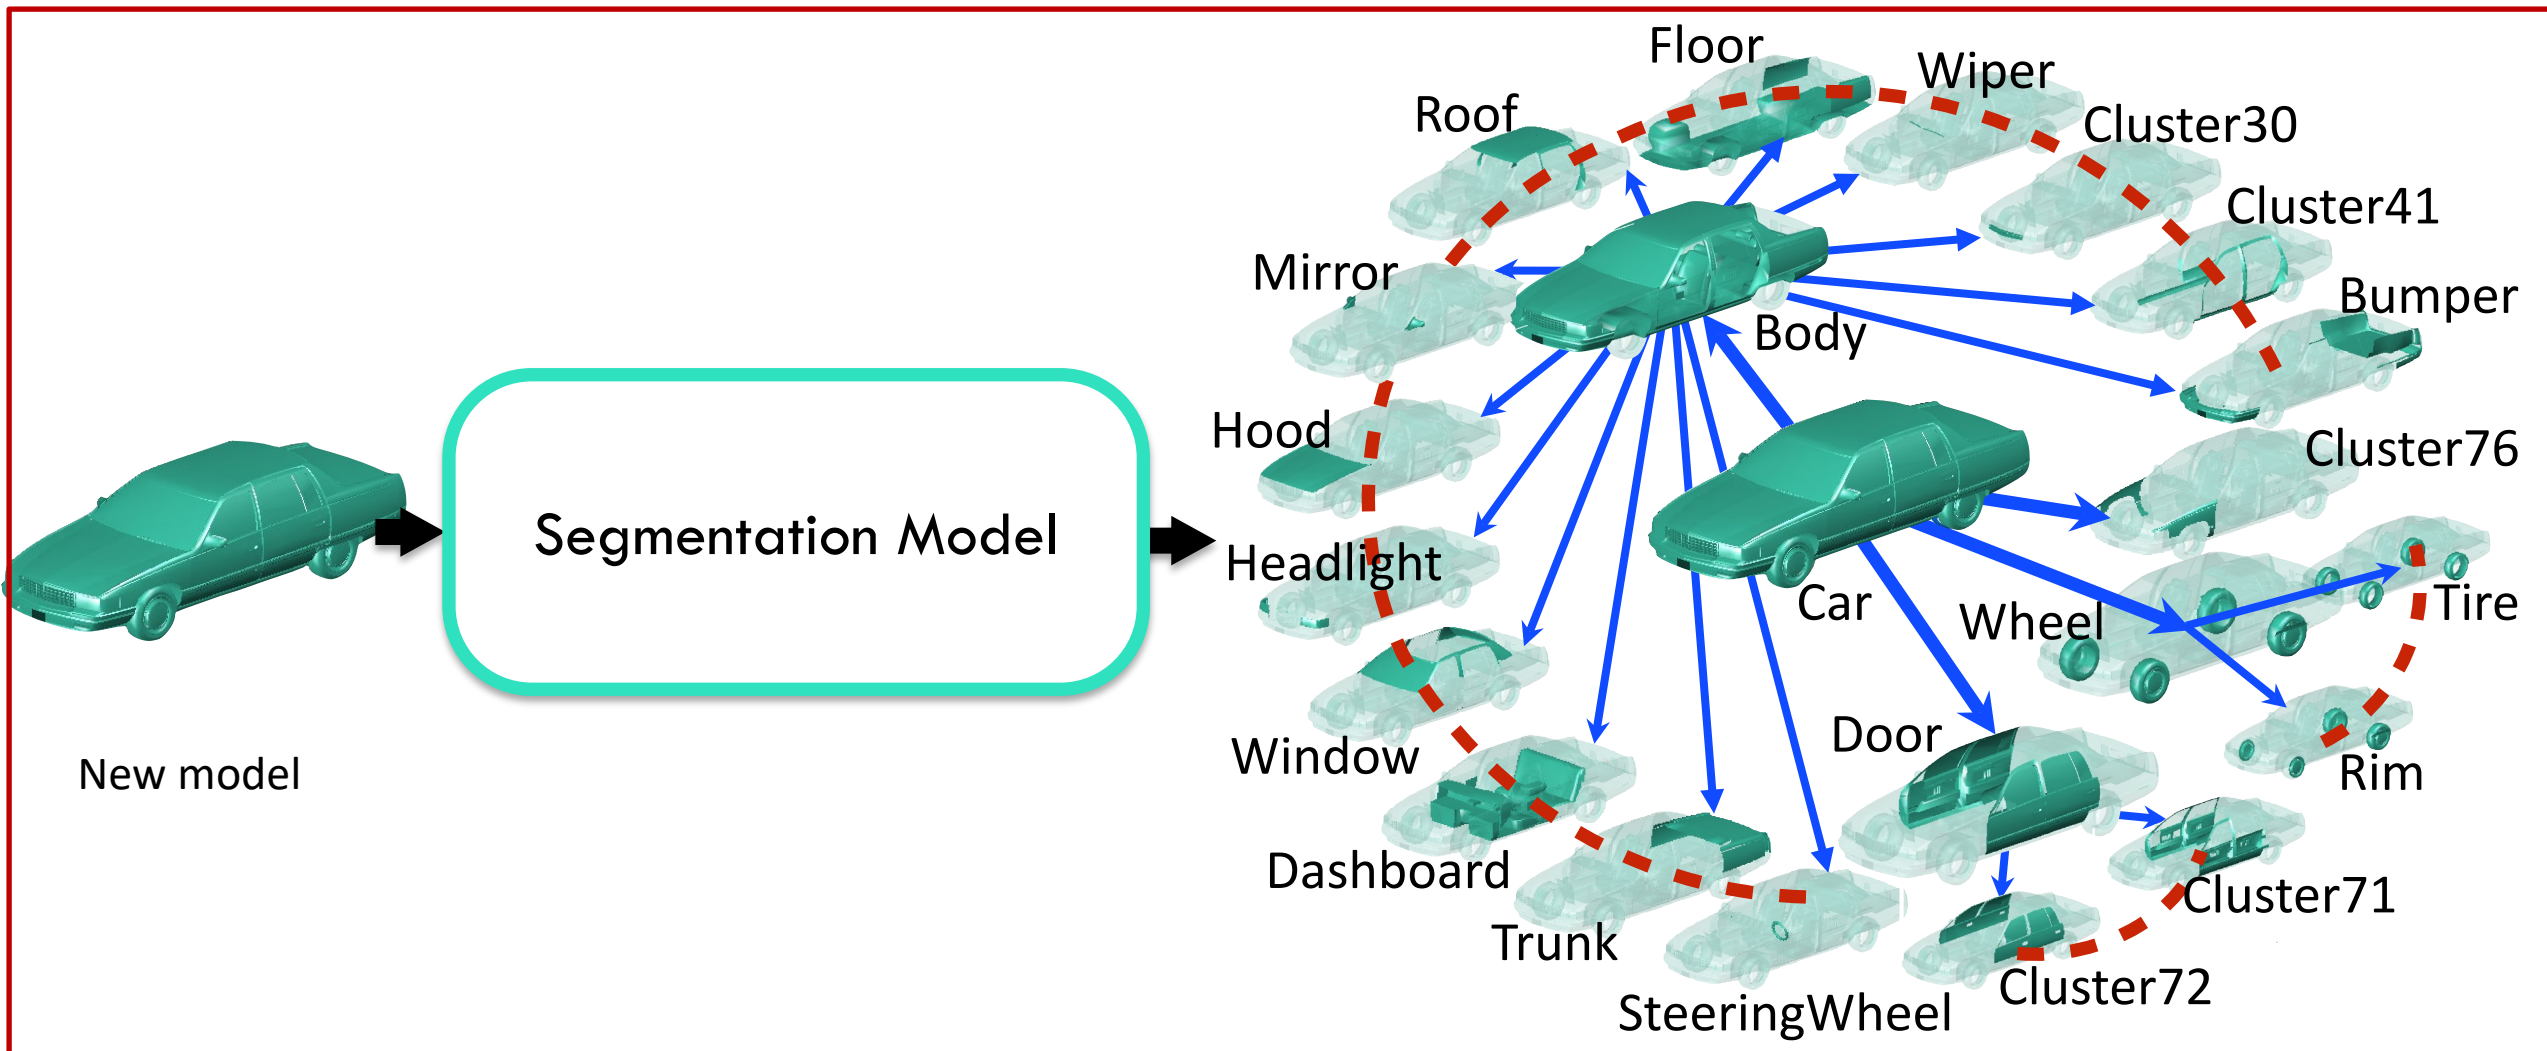 New model
Segmentation Model
Floor
Wiper
Roof
Cluster30
Cluster41
Mirror
Bumper
Body
Hood
Cluster76
Headlight
Car
Wheel
Tire
Window
Door
Rim
Dashboard
Cluster71
Trunk
Cluster72
SteeringWheel